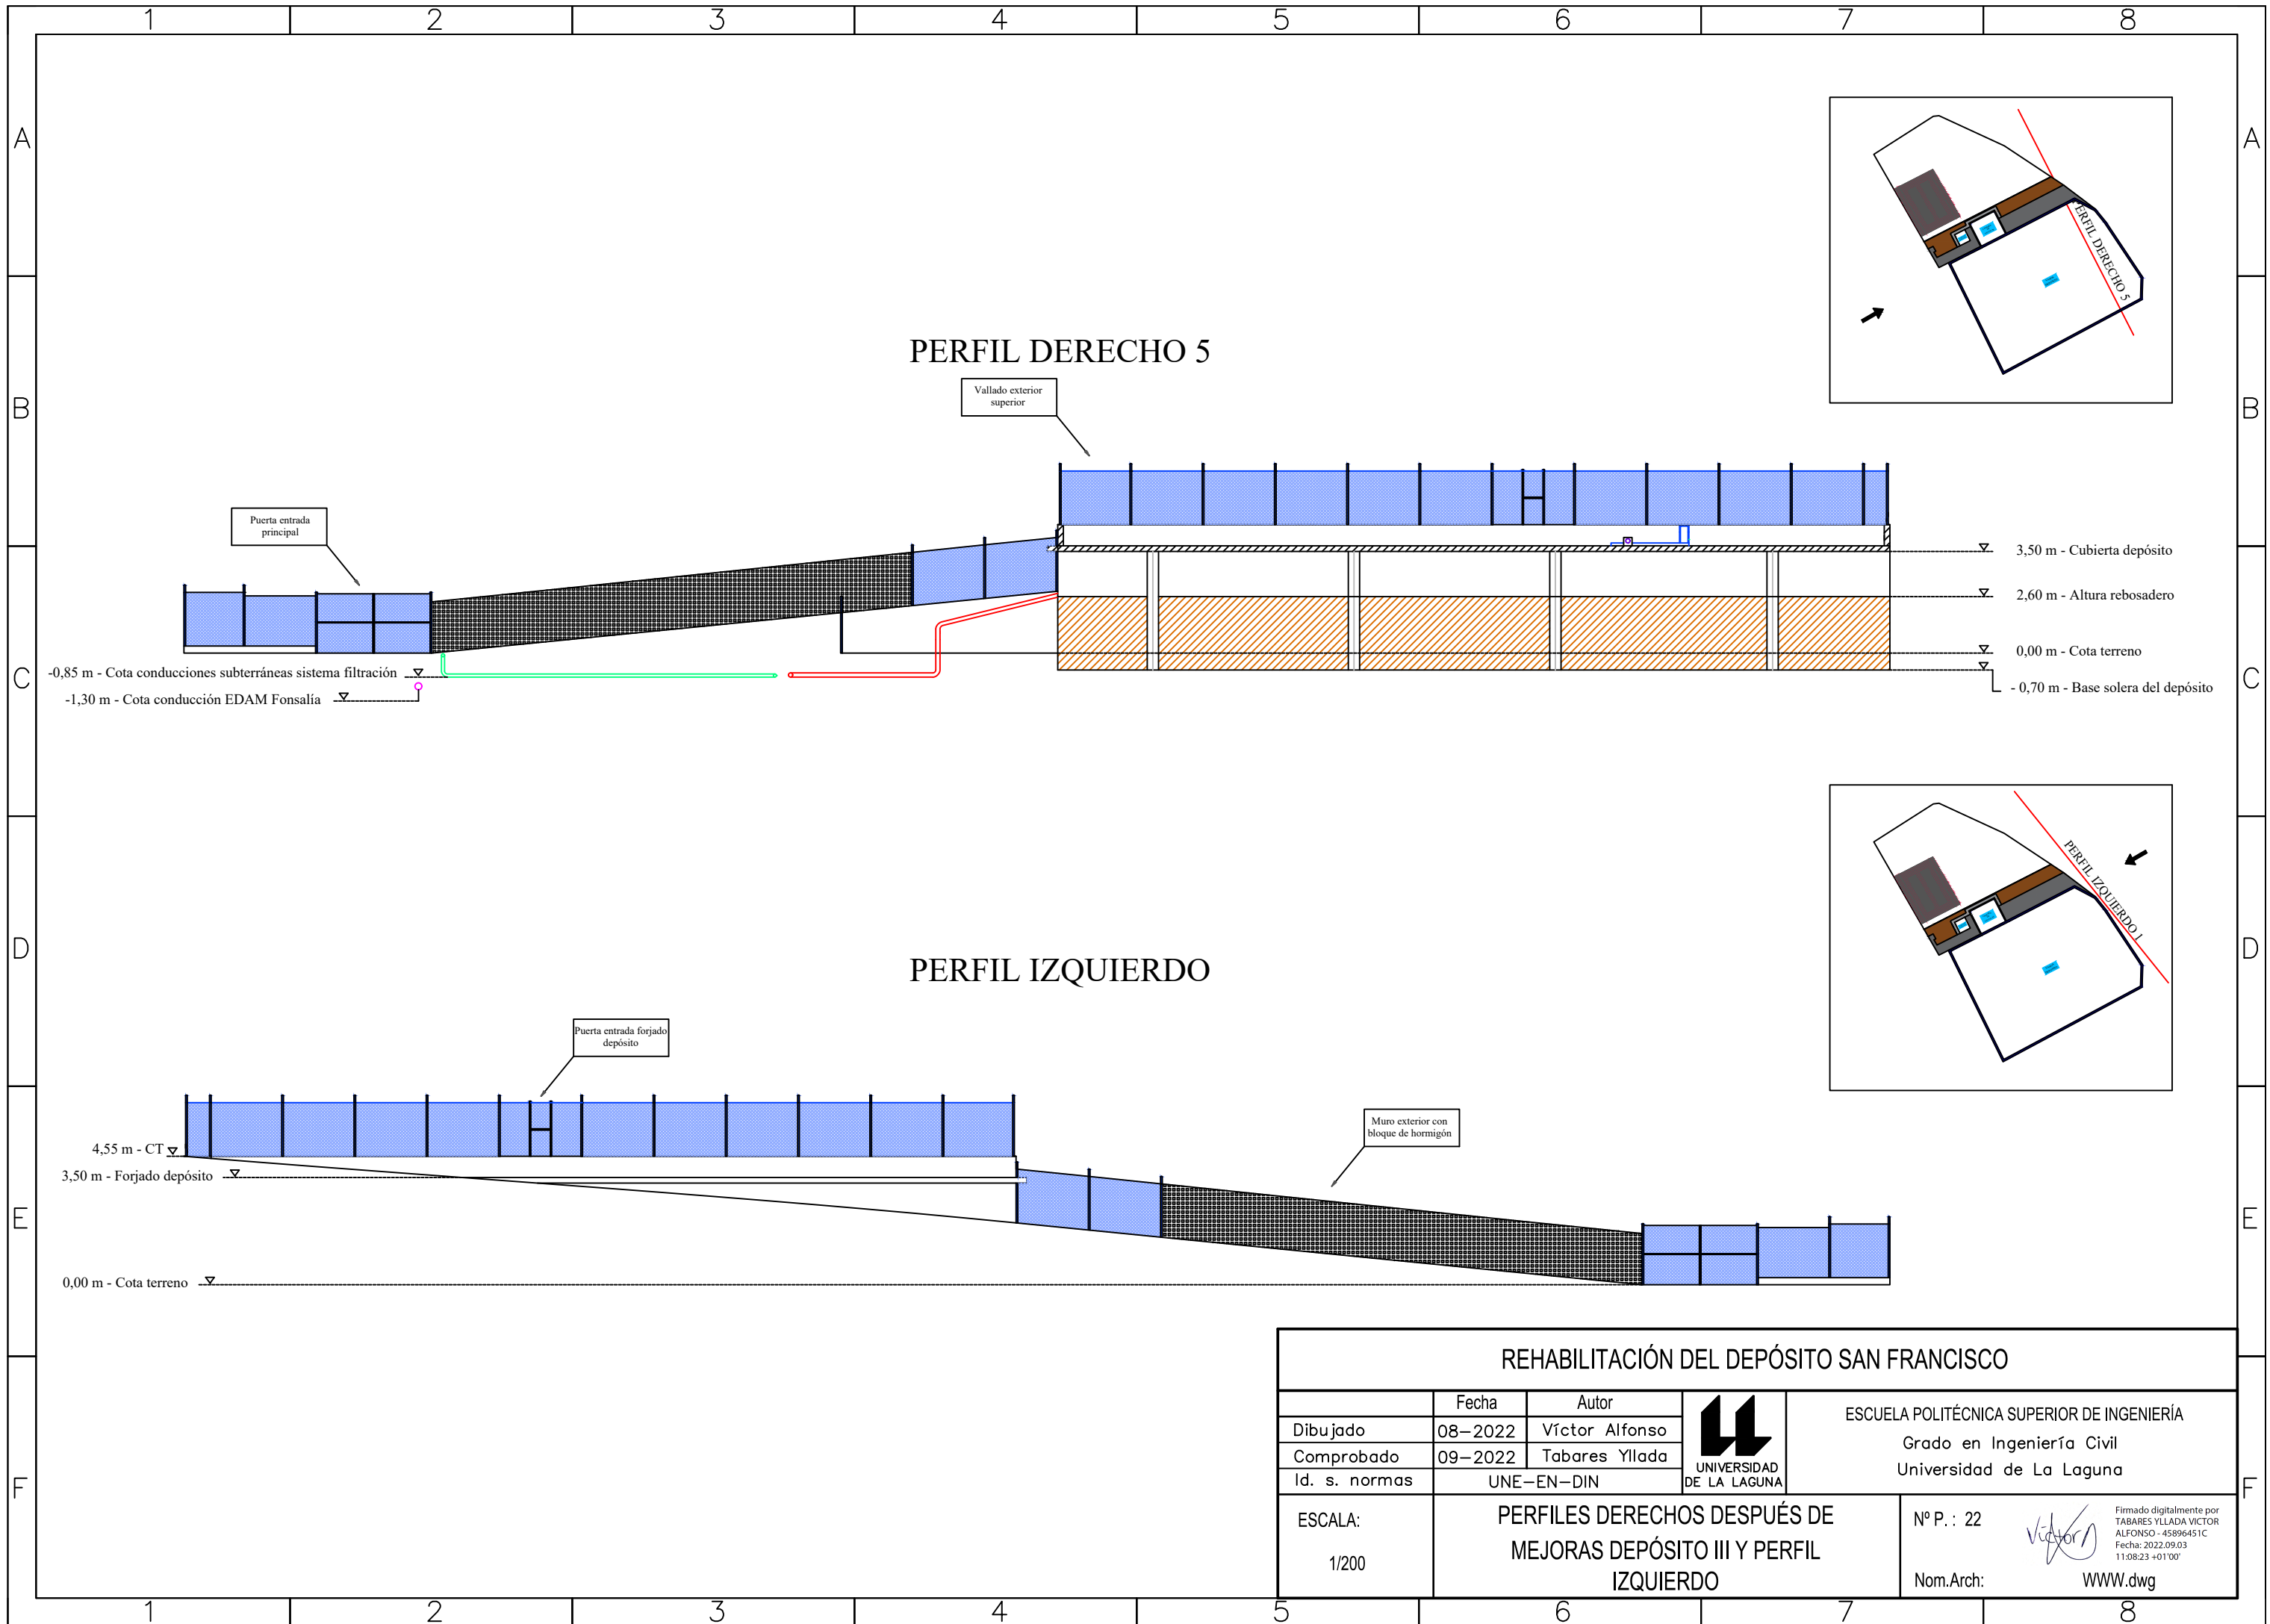 1 2 3 4 5 6 7 8
A A
B B
C C
D D
E E
F F
PERFIL DERECHO 5
PERFIL DERECHO 5
Vallado exterior
superior
Puerta entrada
principal
3,50 m - Cubierta depósito
2,60 m - Altura rebosadero
0,00 m - Cota terreno
- 0,70 m - Base solera del depósito
-0,85 m - Cota conducciones subterráneas sistema filtración
-1,30 m - Cota conducción EDAM Fonsalía
PERFIL IZQUIERDO 1
PERFIL IZQUIERDO
Puerta entrada forjado
depósito
Muro exterior con
bloque de hormigón
4,55 m - CT
3,50 m - Forjado depósito
0,00 m - Cota terreno
REHABILITACIÓN DEL DEPÓSITO SAN FRANCISCO
Fecha Autor
Dibujado 08-2022 Víctor Alfonso
Comprobado 09-2022 Tabares Yllada
Id. s. normas UNE-EN-DIN
UNIVERSIDAD
DE LA LAGUNA
ESCUELA POLITÉCNICA SUPERIOR DE INGENIERÍA
Grado en Ingeniería Civil
Universidad de La Laguna
ESCALA:
1/200
PERFILES DERECHOS DESPUÉS DE
MEJORAS DEPÓSITO III Y PERFIL
IZQUIERDO
Nº P. : 22
Firmado digitalmente por
TABARES YLLADA VICTOR
ALFONSO - 45896451C
Fecha: 2022.09.03
11:08:23 +01'00'
Nom.Arch: WWW.dwg
1 2 3 4 5 6 7 8